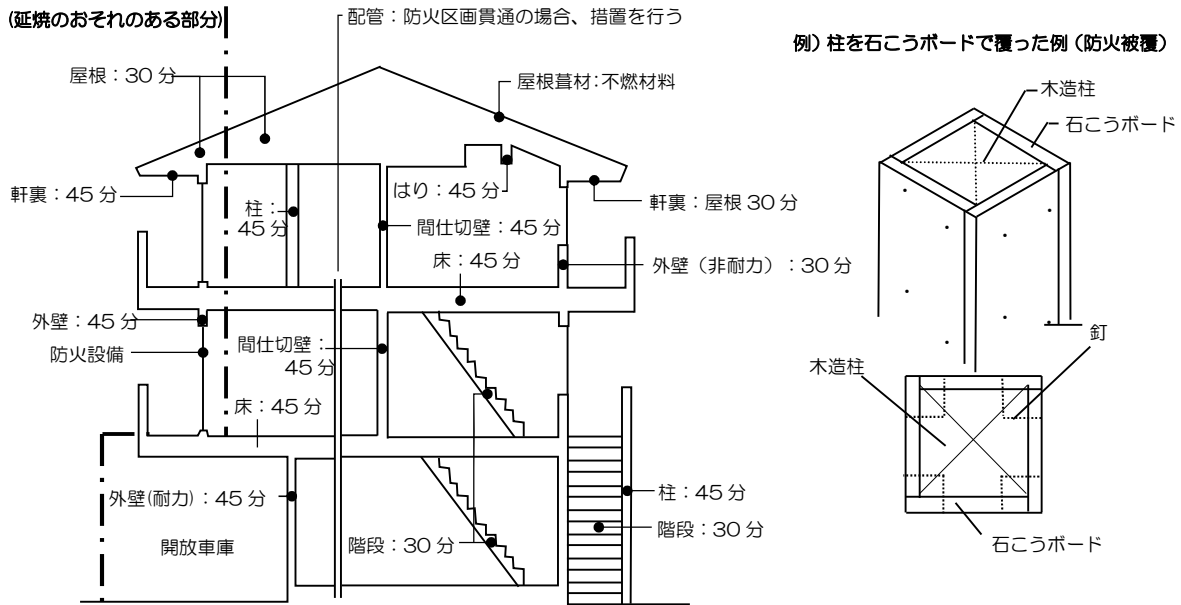 (延焼のおそれのある部分)
配管：防火区画貫通の場合、措置を行う
例）柱を石こうボードで覆った例（防火被覆）
屋根：30分
屋根葺材：不燃材料
木造柱
石こうボード
軒裏：45分
柱：
45分
はり：45分
間仕切壁：45分
軒裏：屋根30分
床：45分
外壁（非耐力）：30分
外壁：45分
防火設備
間仕切壁：
45分
釘
木造柱
床：45分
外壁(耐力)：45分
柱：45分
階段：30分
開放車庫
階段：30分
石こうボード